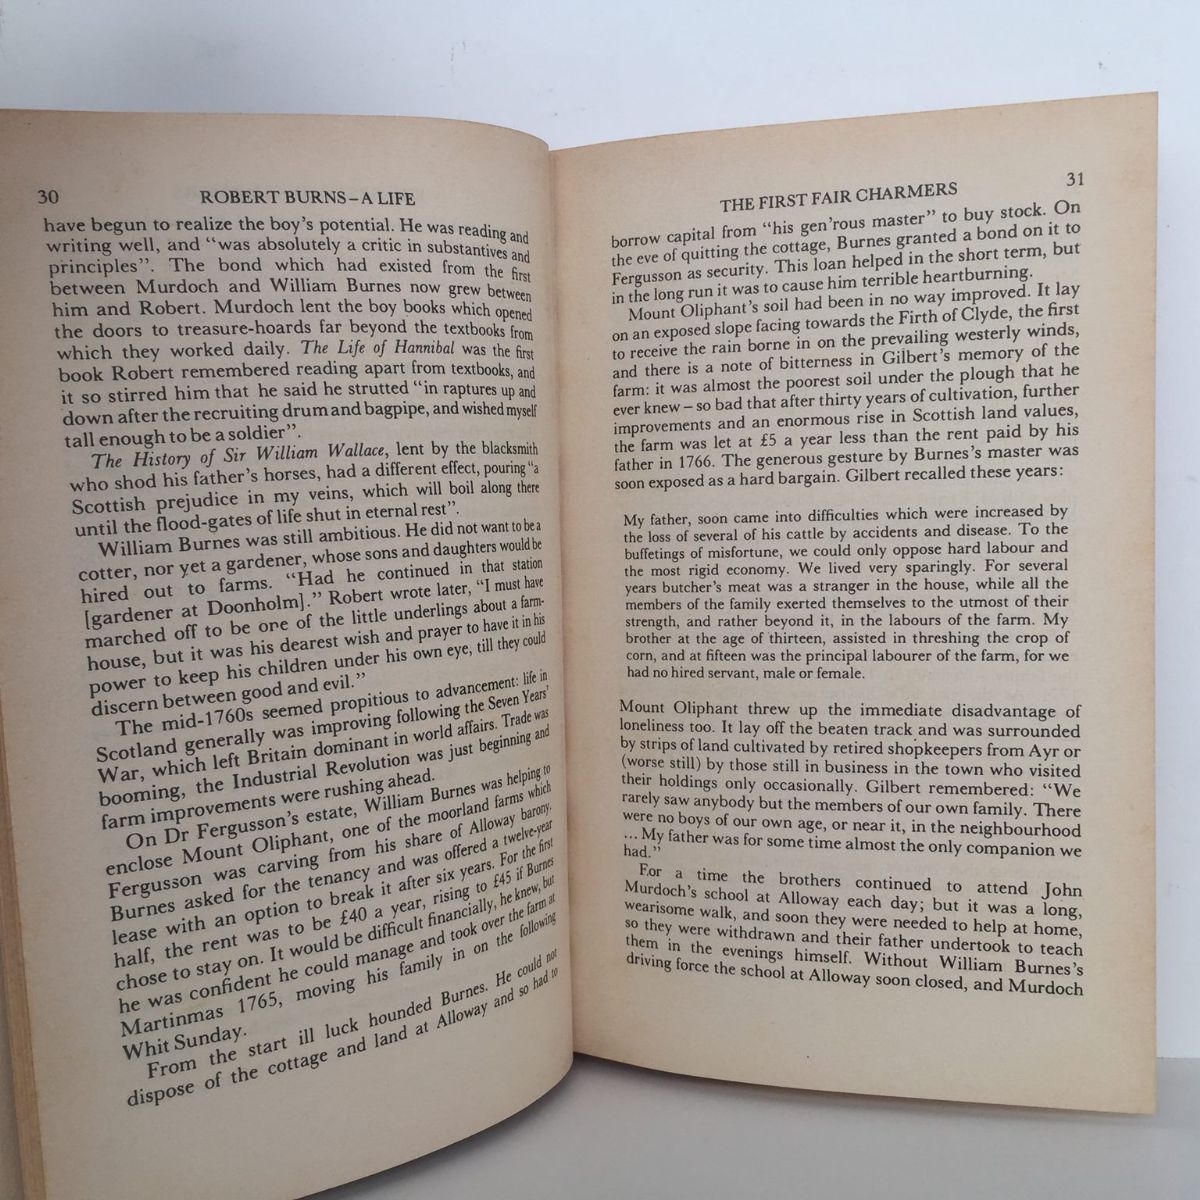 30
ROBERT BURNS – A LIFE
have begun to realize the boy's potential. He was reading and
writing well, and "was absolutely a critic in substantives and
principles". The bond which had existed from the first
between Murdoch and William Burnes now grew between
him and Robert. Murdoch lent the boy books which opened
the doors to treasure-hoards far beyond the textbooks from
which they worked daily. The Life of Hannibal was the first
book Robert remembered reading apart from textbooks, and
it so stirred him that he said he strutted "in raptures up and
down after the recruiting drum and bagpipe, and wished myself
tall enough to be a soldier".
The History of Sir William Wallace, lent by the blacksmith
who shod his father's horses, had a different effect, pouring "a
Scottish prejudice in my veins, which will boil along there
until the flood-gates of life shut in eternal rest".
William Burnes was still ambitious. He did not want to be a
cotter, nor yet a gardener, whose sons and daughters would be
hired out to farms. "Had he continued in that station
[gardener at Doonholm]." Robert wrote later, "I must have
marched off to be one of the little underlings about a farm-
house, but it was his dearest wish and prayer to have it in his
power to keep his children under his own eye, till they could
discern between good and evil."
The mid-1760s seemed propitious to advancement: life in
Scotland generally was improving following the Seven Years'
War, which left Britain dominant in world affairs. Trade was
booming, the Industrial Revolution was just beginning and
farm improvements were rushing ahead.
On Dr Fergusson's estate, William Burnes was helping to
enclose Mount Oliphant, one of the moorland farms which
Fergusson was carving from his share of Alloway barony.
Burnes asked for the tenancy and was offered a twelve-year
lease with an option to break it after six years. For the first
half, the rent was to be £40 a year, rising to £45 if Burnes
chose to stay on. It would be difficult financially, he knew, but
he was confident he could manage and took over the farm at
Martinmas 1765, moving his family in on the following
Whit Sunday.
From the start ill luck hounded Burnes. He could not
dispose of the cottage and land at Alloway and so had to
THE FIRST FAIR CHARMERS
31
borrow capital from "his gen'rous master" to buy stock. On
the eve of quitting the cottage, Burnes granted a bond on it to
Fergusson as security. This loan helped in the short term, but
in the long run it was to cause him terrible heartburning.
Mount Oliphant's soil had been in no way improved. It lay
on an exposed slope facing towards the Firth of Clyde, the first
to receive the rain borne in on the prevailing westerly winds,
and there is a note of bitterness in Gilbert's memory of the
farm: it was almost the poorest soil under the plough that he
ever knew – so bad that after thirty years of cultivation, further
improvements and an enormous rise in Scottish land values,
the farm was let at £5 a year less than the rent paid by his
father in 1766. The generous gesture by Burnes's master was
soon exposed as a hard bargain. Gilbert recalled these years:
My father, soon came into difficulties which were increased by
the loss of several of his cattle by accidents and disease. To the
buffetings of misfortune, we could only oppose hard labour and
the most rigid economy. We lived very sparingly. For several
years butcher's meat was a stranger in the house, while all the
members of the family exerted themselves to the utmost of their
strength, and rather beyond it, in the labours of the farm. My
brother at the age of thirteen, assisted in threshing the crop of
corn, and at fifteen was the principal labourer of the farm, for we
had no hired servant, male or female.
Mount Oliphant threw up the immediate disadvantage of
loneliness too. It lay off the beaten track and was surrounded
by strips of land cultivated by retired shopkeepers from Ayr or
(worse still) by those still in business in the town who visited
their holdings only occasionally. Gilbert remembered: "We
rarely saw anybody but the members of our own family. There
were no boys of our own age, or near it, in the neighbourhood
... My father was for some time almost the only companion we
had."
For a time the brothers continued to attend John
Murdoch's school at Alloway each day; but it was a long,
wearisome walk, and soon they were needed to help at home,
so they were withdrawn and their father undertook to teach
them in the evenings himself. Without William Burnes's
driving force the school at Alloway soon closed, and Murdoch